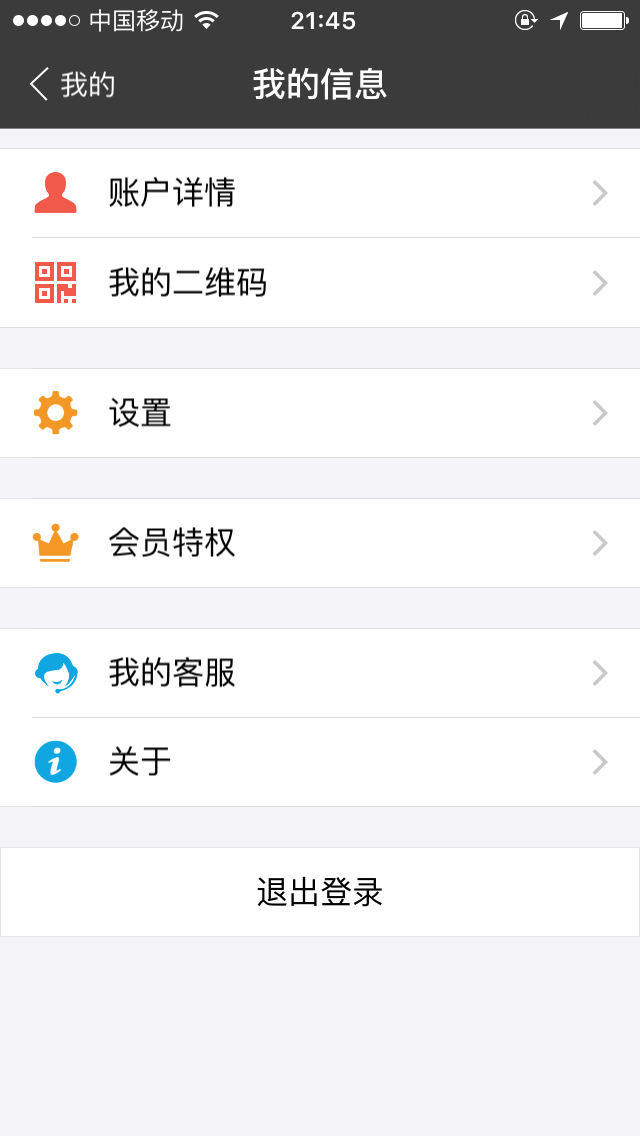 中国移动 21:45
我的 我的信息
账户详情
我的二维码
设置
会员特权
我的客服
关于
退出登录